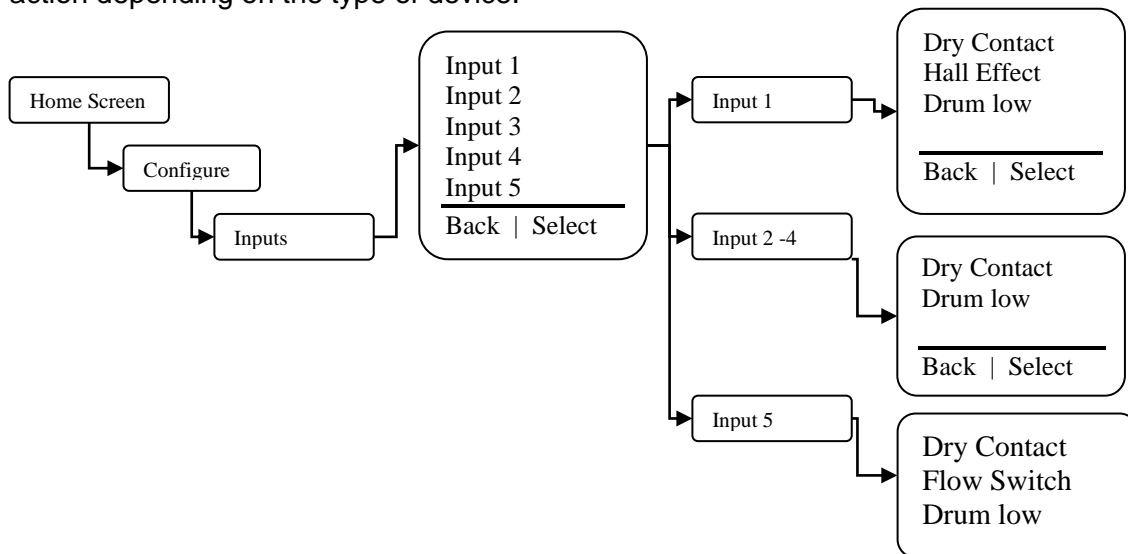 action depending on the type of device.
Home Screen
Configure
Inputs
Input 1
Input 2
Input 3
Input 4
Input 5
Back | Select
Input 1
Dry Contact
Hall Effect
Drum low
Back | Select
Input 2 -4
Dry Contact
Drum low
Back | Select
Input 5
Dry Contact
Flow Switch
Drum low